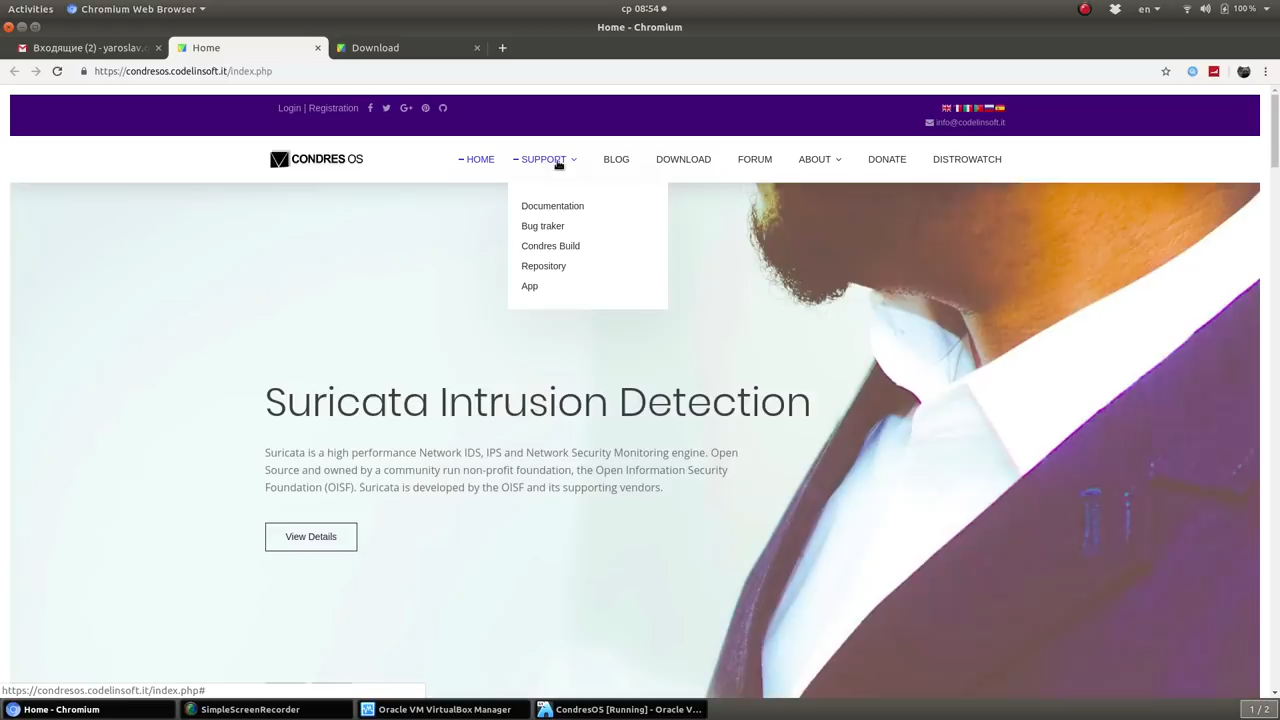 Activities Chromium Web Browser ср 08:54 en 100 %
Home - Chromium
Входящие (2) - yaroslav. Home Download
https://condresos.codelinsoft.it/index.php
Login | Registration
info@codelinsoft.it
CONDRES OS HOME SUPPORT BLOG DOWNLOAD FORUM ABOUT DONATE DISTROWATCH
Documentation
Bug traker
Condres Build
Repository
App
Suricata Intrusion Detection
Suricata is a high performance Network IDS, IPS and Network Security Monitoring engine. Open
Source and owned by a community run non-profit foundation, the Open Information Security
Foundation (OISF). Suricata is developed by the OISF and its supporting vendors.
View Details
https://condresos.codelinsoft.it/index.php#
Home - Chromium SimpleScreenRecorder Oracle VM VirtualBox Manager CondresOS [Running] - Oracle V... 1 / 2